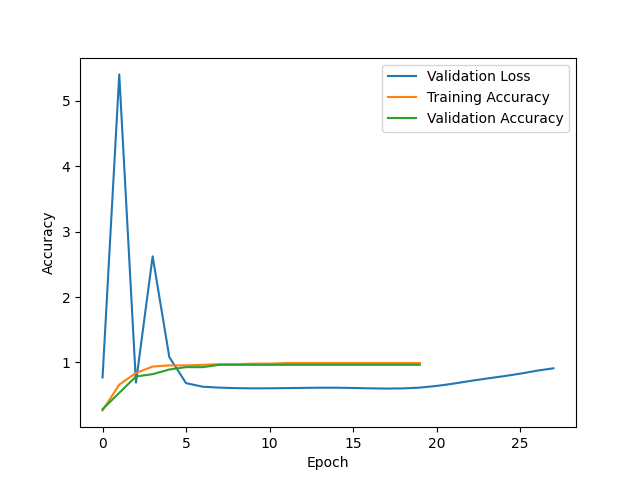 Validation Loss
Training Accuracy
Validation Accuracy
5
4
3
2
1
Accuracy
0 5 10 15 20 25
Epoch